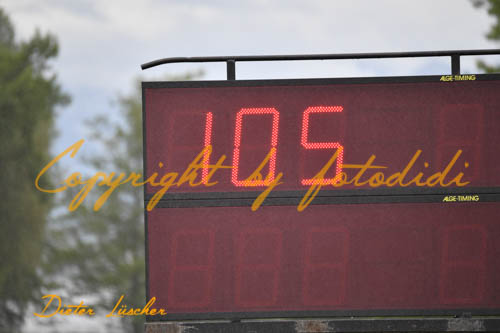 ALGE-TIMING
105
Copyright by fotodidi
ALGE-TIMING
Dieter Lüscher